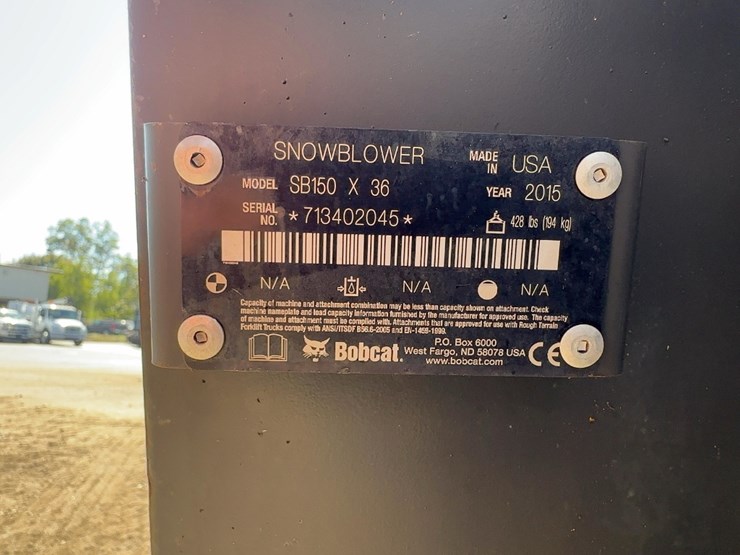 SNOWBLOWER MADE IN USA
MODEL SB150 X 36 YEAR 2015
SERIAL NO. *713402045* 428 lbs (194 kg)
N/A N/A N/A
Capacity of machine and attachment combination may be less than capacity shown on attachment. Check
machine nameplate and load capacity information furnished by the manufacturer for approved use. The capacity
of machine and attachment must be complied with. Attachments that are approved for use with Rough Terrain
Forklift Trucks comply with ANSI/ITSDF B56.6-2005 and EN-1459-1999.
Bobcat. P.O. Box 6000
West Fargo, ND 58078 USA
www.bobcat.com
CE